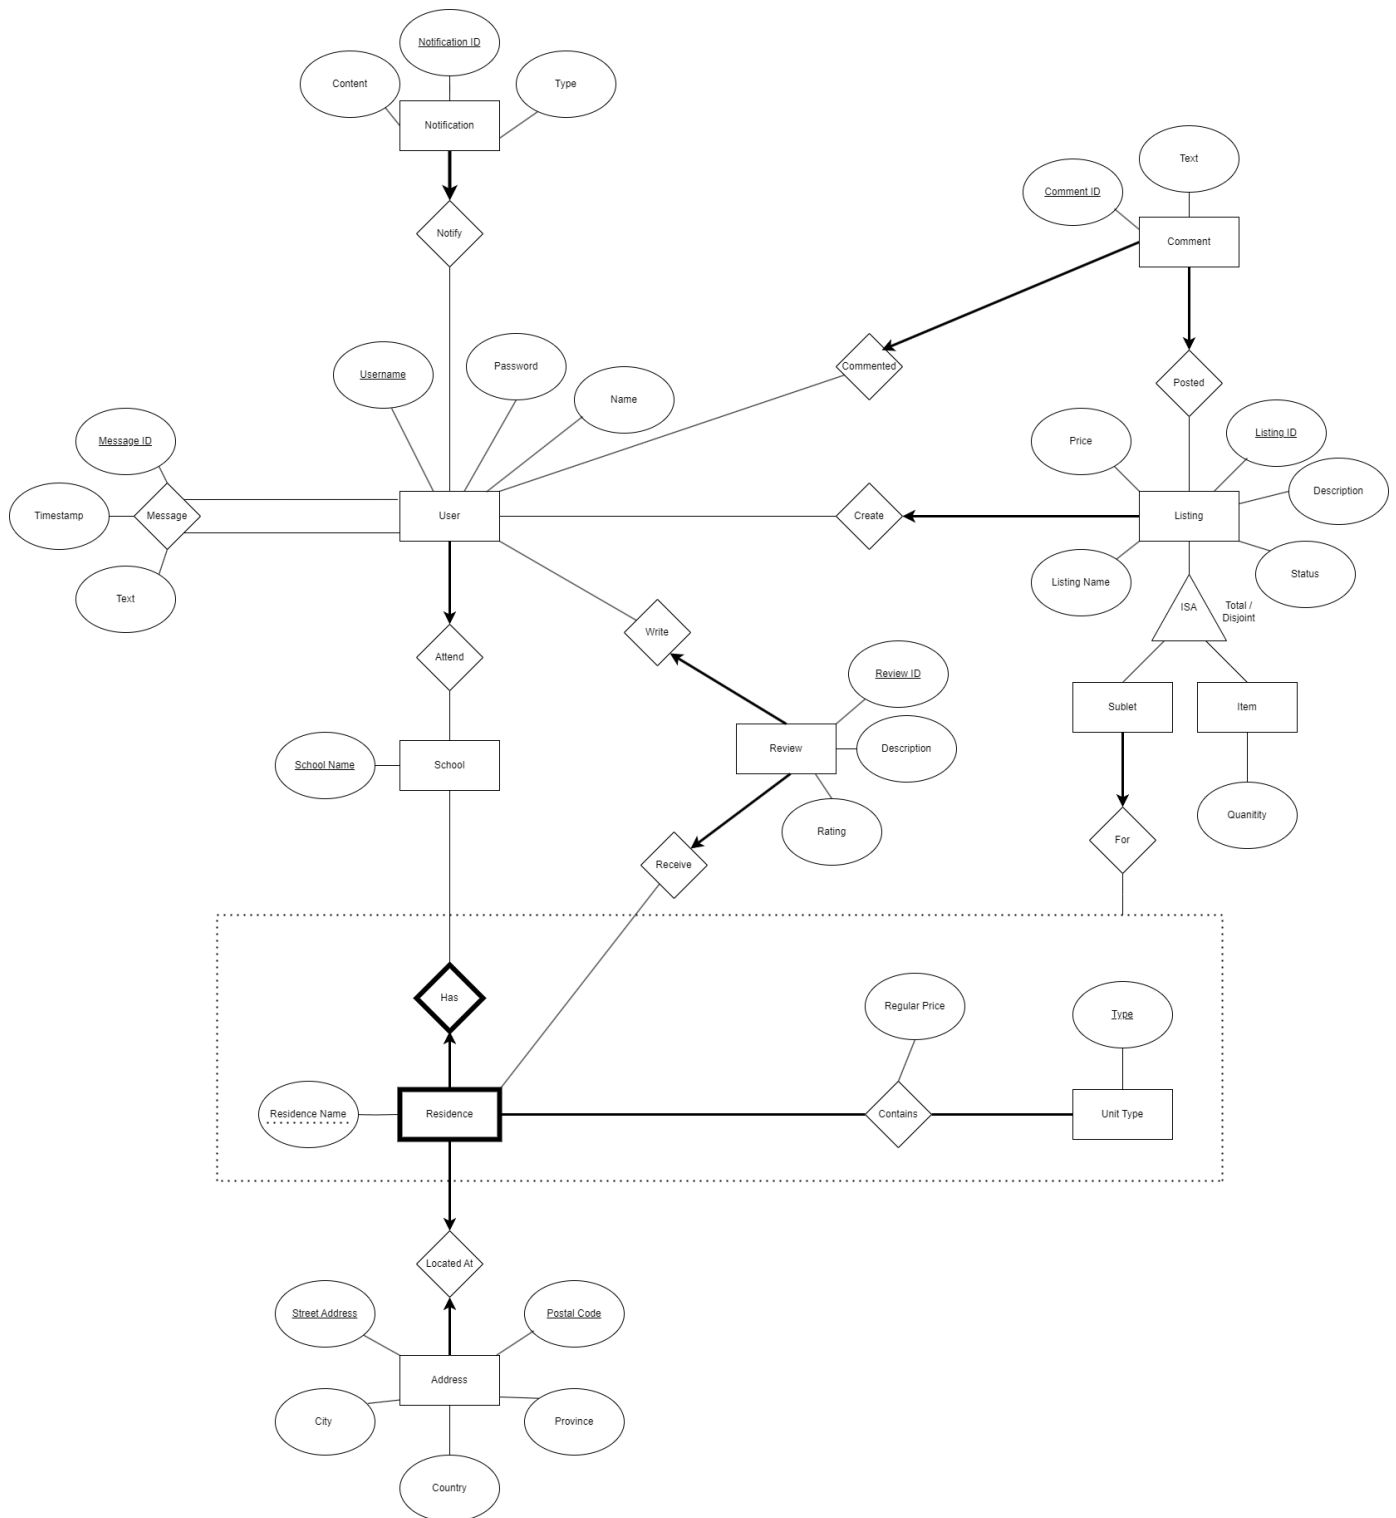 Notification ID
Content
Type
Notification
Notify
Text
Comment ID
Comment
Commented
Posted
Username
Password
Name
Message ID
Timestamp
Message
Text
User
Create
Price
Listing ID
Description
Listing
Listing Name
Status
ISA
Total /
Disjoint
Attend
Write
Review ID
Sublet
Item
School Name
School
Review
Description
Rating
Quanitity
For
Receive
Has
Regular Price
Type
Residence Name
Residence
Contains
Unit Type
Located At
Street Address
Postal Code
Address
City
Province
Country